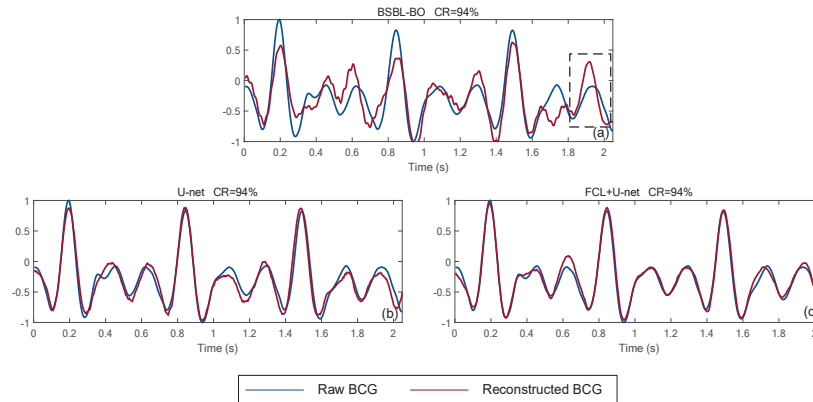 BSBL-BO CR=94%
1
0.5
0
-0.5
-1
(a)
0 0.2 0.4 0.6 0.8 1 1.2 1.4 1.6 1.8 2
Time (s)
U-net CR=94%
1
0.5
0
-0.5
-1
(b)
0 0.2 0.4 0.6 0.8 1 1.2 1.4 1.6 1.8 2
Time (s)
FCL+U-net CR=94%
1
0.5
0
-0.5
-1
(c
0 0.2 0.4 0.6 0.8 1 1.2 1.4 1.6 1.8 2
Time (s)
Raw BCG Reconstructed BCG